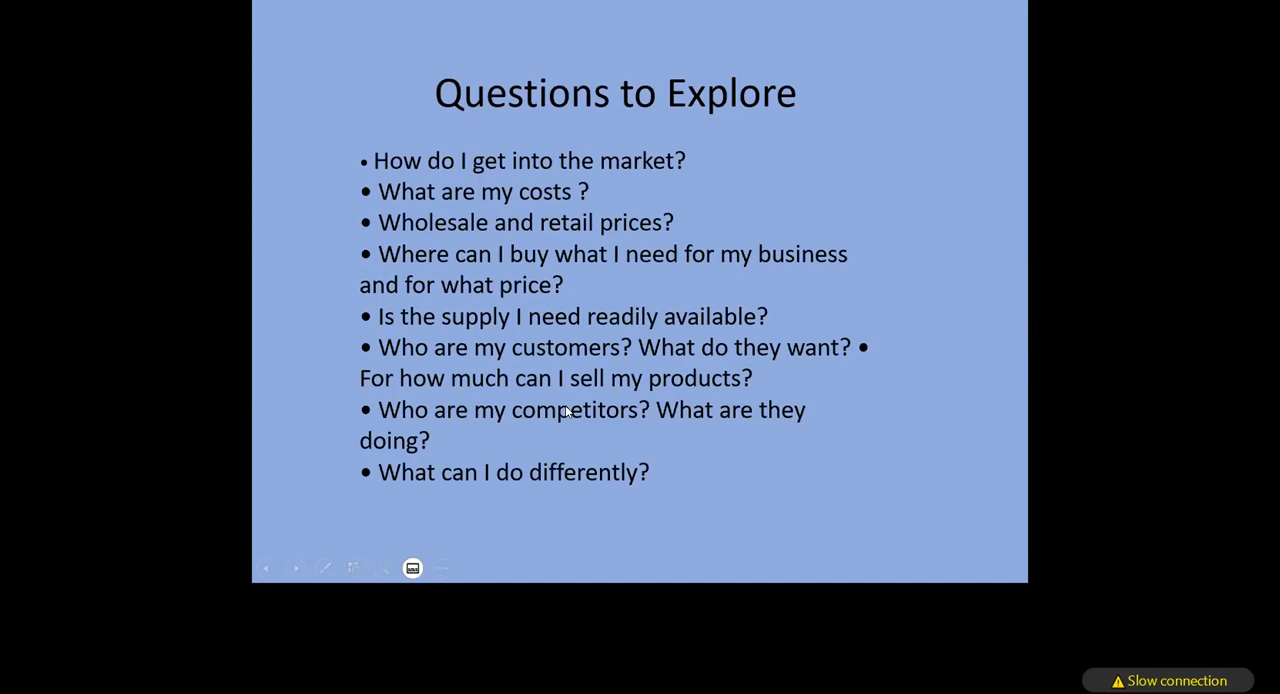 Questions to Explore
• How do I get into the market?
• What are my costs ?
• Wholesale and retail prices?
• Where can I buy what I need for my business
and for what price?
• Is the supply I need readily available?
• Who are my customers? What do they want? •
For how much can I sell my products?
• Who are my competitors? What are they
doing?
• What can I do differently?
Slow connection